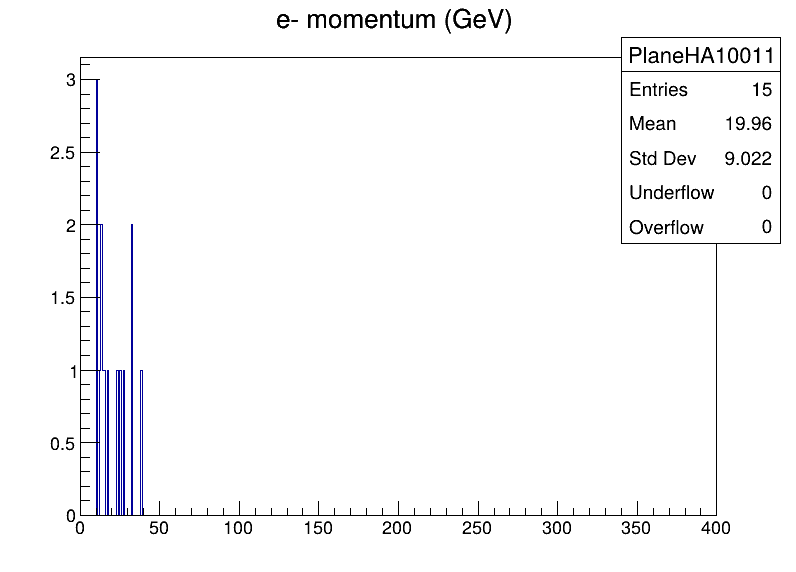 e- momentum (GeV)
PlaneHA10011
Entries 15
Mean 19.96
Std Dev 9.022
Underflow 0
Overflow 0
3
2.5
2
1.5
1
0.5
0
0 50 100 150 200 250 300 350 400